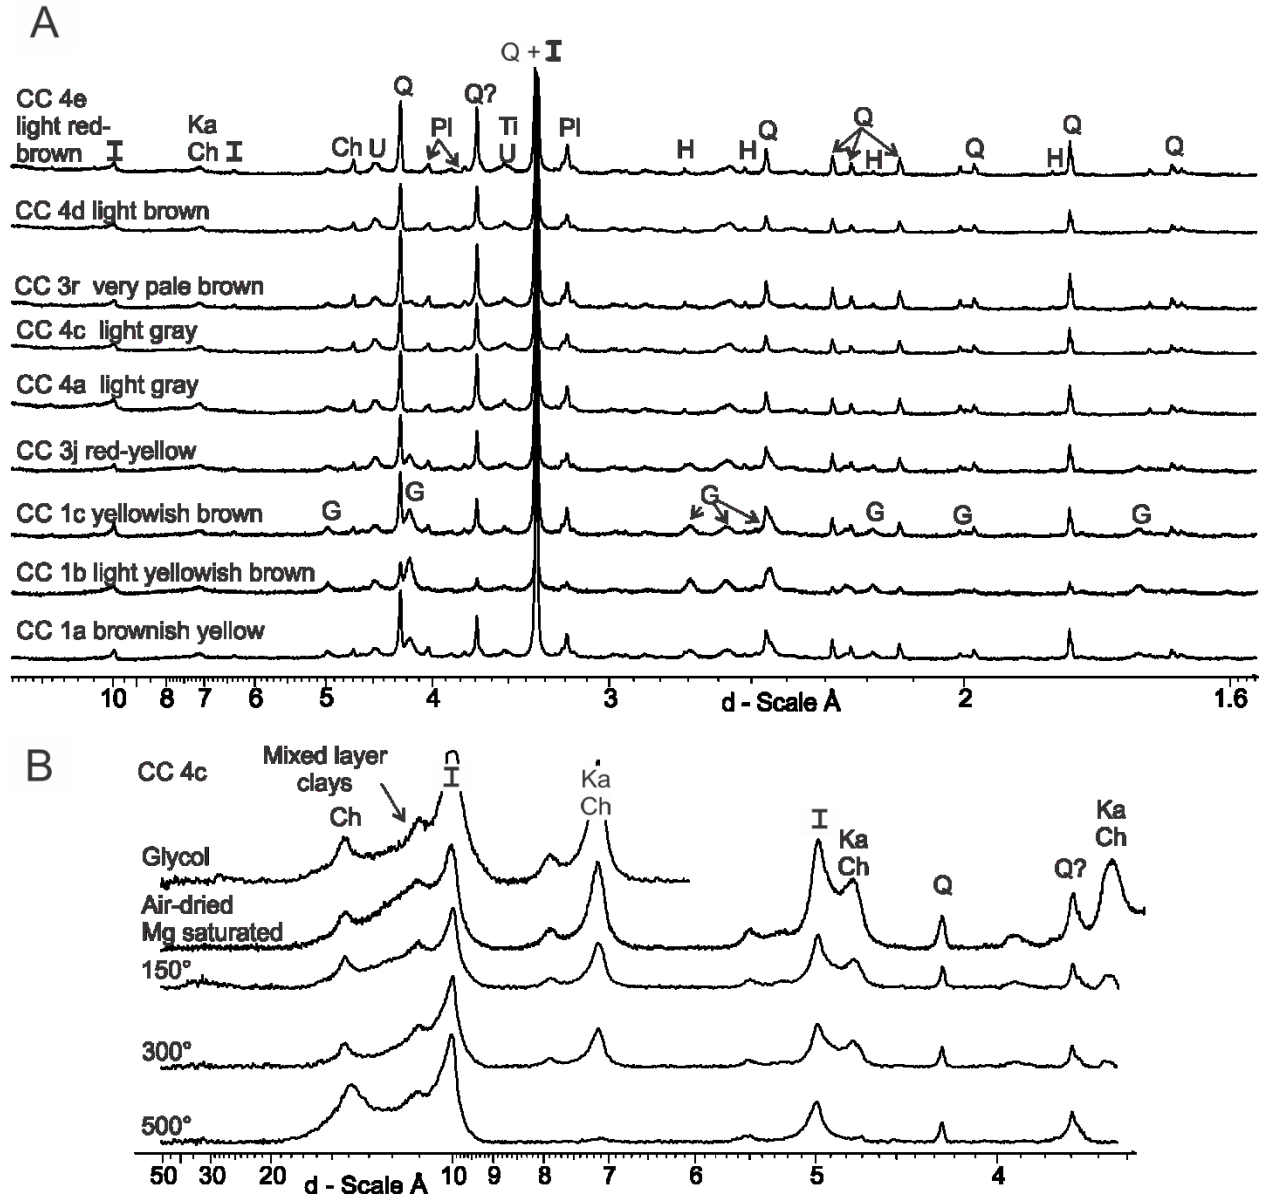 A
Q + I
CC 4e
light red-
brown
I
Ka
Ch I
Ch U
Q
Pl
Q?
Ti
U
Pl
H
H
Q
Q
H
Q
H
Q
Q
CC 4d light brown
CC 3r very pale brown
CC 4c light gray
CC 4a light gray
CC 3j red-yellow
CC 1c yellowish brown
G
G
G
G
G
G
CC 1b light yellowish brown
CC 1a brownish yellow
10 8 7 6 5 4 3 2 1.6
d - Scale Å
B
CC 4c
Mixed layer
clays
Ch
I
Ka
Ch
I
Ka
Ch
Q
Q?
Ka
Ch
Glycol
Air-dried
Mg saturated
150°
300°
500°
50 30 20 10 9 8 7 6 5 4
d - Scale Å